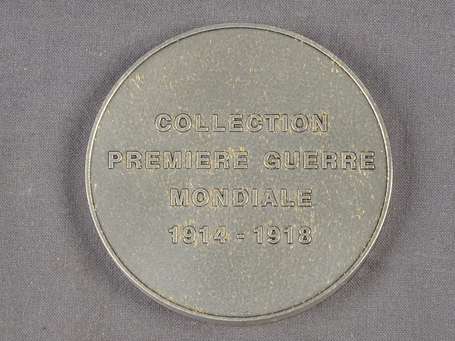 COLLECTION
PREMIERE GUERRE
MONDIALE
1914 - 1918